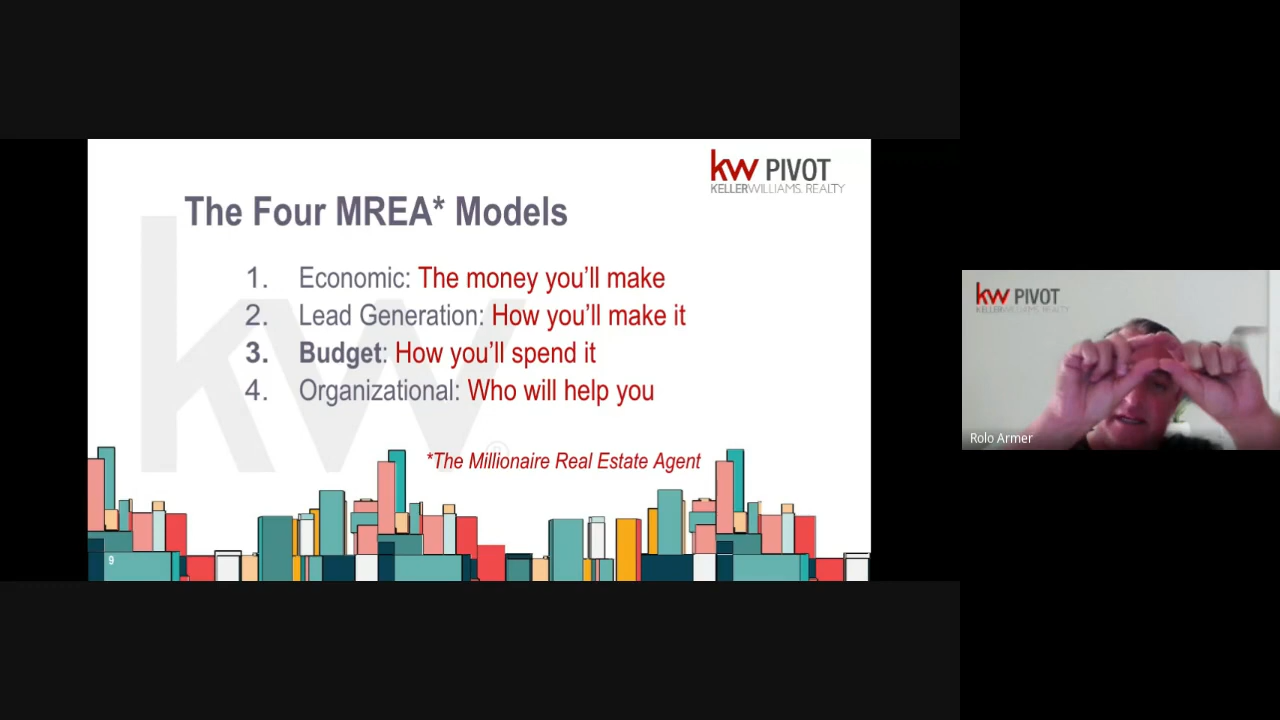 kw PIVOT
KELLERWILLIAMS. REALTY
The Four MREA* Models
1. Economic: The money you'll make
2. Lead Generation: How you'll make it
3. Budget: How you'll spend it
4. Organizational: Who will help you
*The Millionaire Real Estate Agent
9
kw
kw PIVOT
KELLERWILLIAMS. REALTY
Rolo Armer